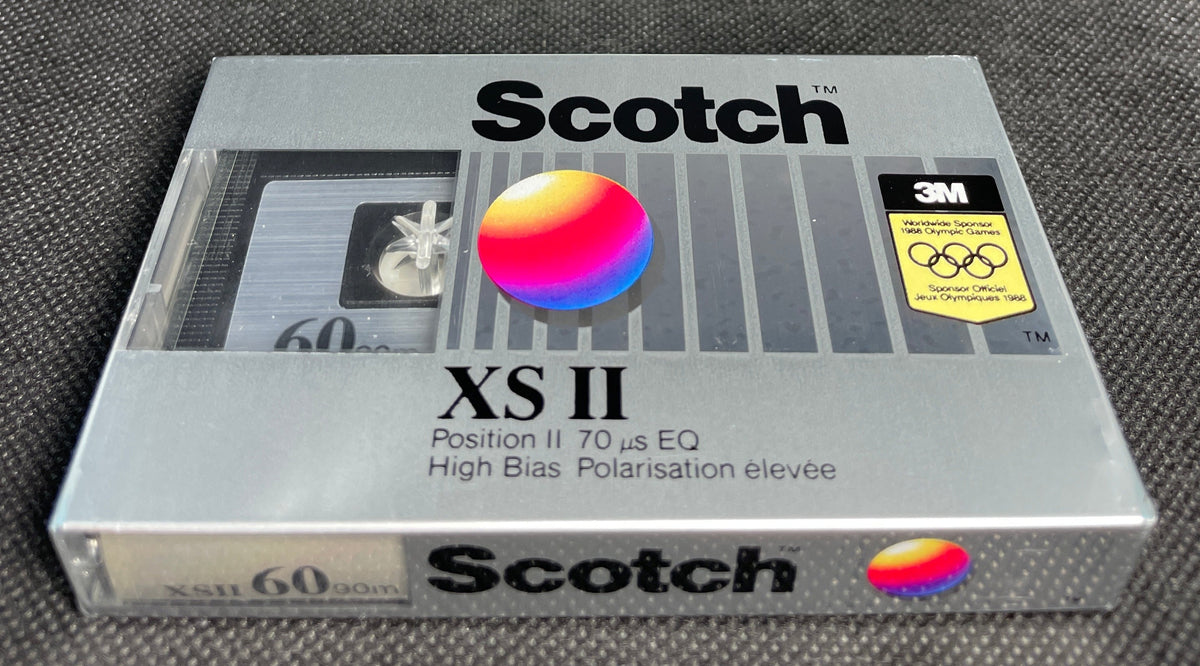 Scotch™
3M
Worldwide Sponsor
1988 Olympic Games
Sponsor Officiel
Jeux Olympiques 1988
TM
60 90m
XS II
Position II 70 µs EQ
High Bias Polarisation élevée
XSII 60 90m
Scotch™